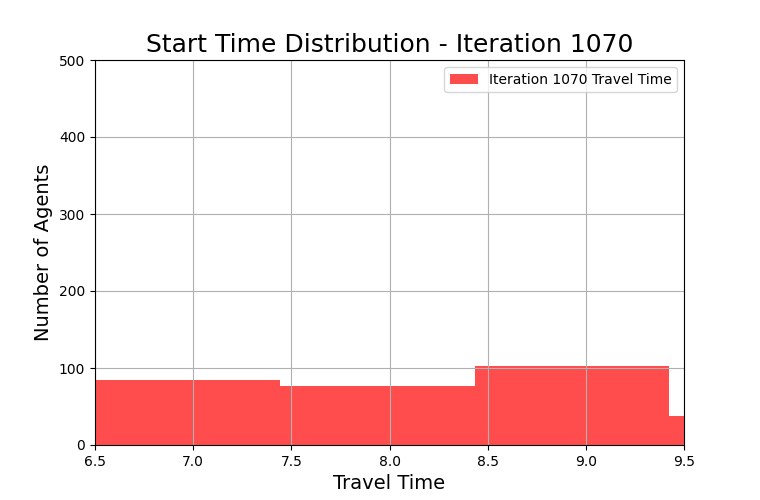 Start Time Distribution - Iteration 1070
Iteration 1070 Travel Time
Number of Agents
500
400
300
200
100
0
6.5 7.0 7.5 8.0 8.5 9.0 9.5
Travel Time